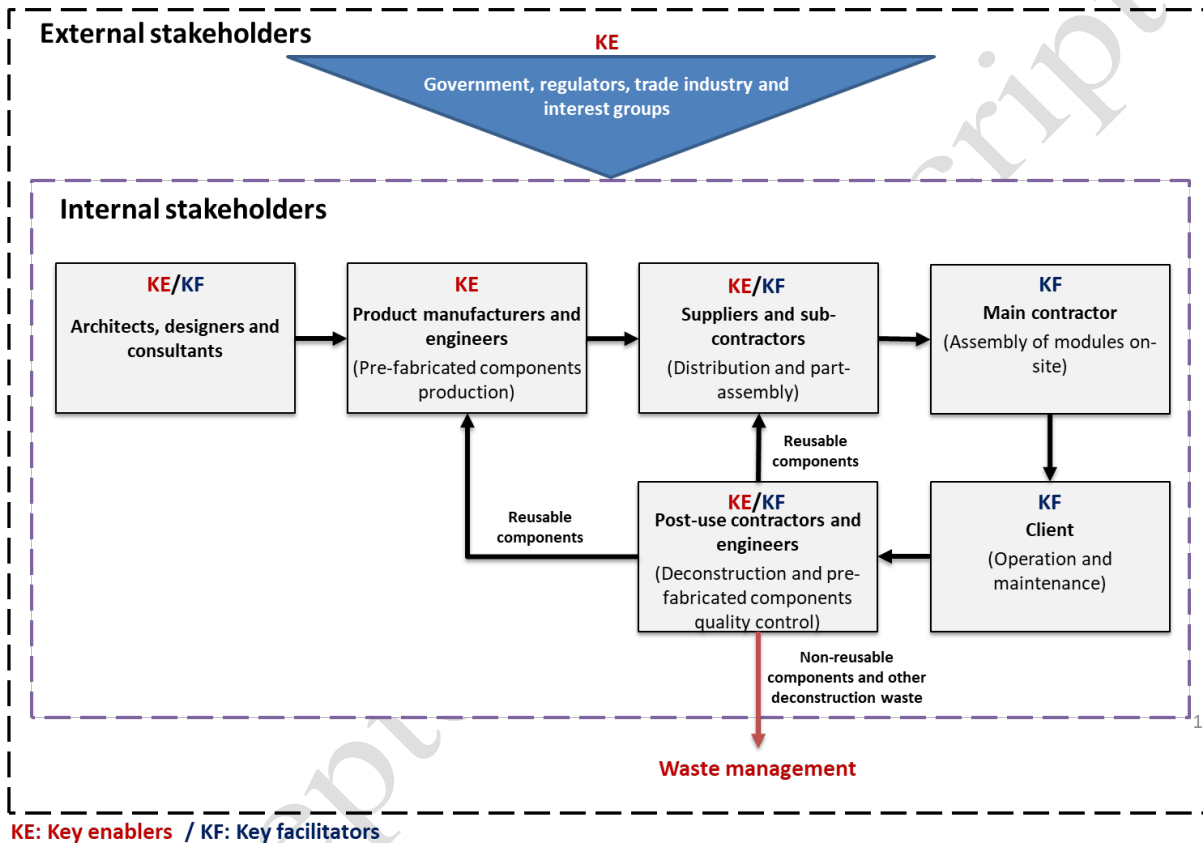 External stakeholders
KE
Government, regulators, trade industry and
interest groups
Internal stakeholders
KE/KF
Architects, designers and
consultants
KE
Product manufacturers and
engineers
(Pre-fabricated components
production)
KE/KF
Suppliers and sub-
contractors
(Distribution and part-
assembly)
KF
Main contractor
(Assembly of modules on-
site)
Reusable
components
Reusable
components
KE/KF
Post-use contractors and
engineers
(Deconstruction and pre-
fabricated components
quality control)
KF
Client
(Operation and
maintenance)
Non-reusable
components and other
deconstruction waste
1
Waste management
KE: Key enablers / KF: Key facilitators